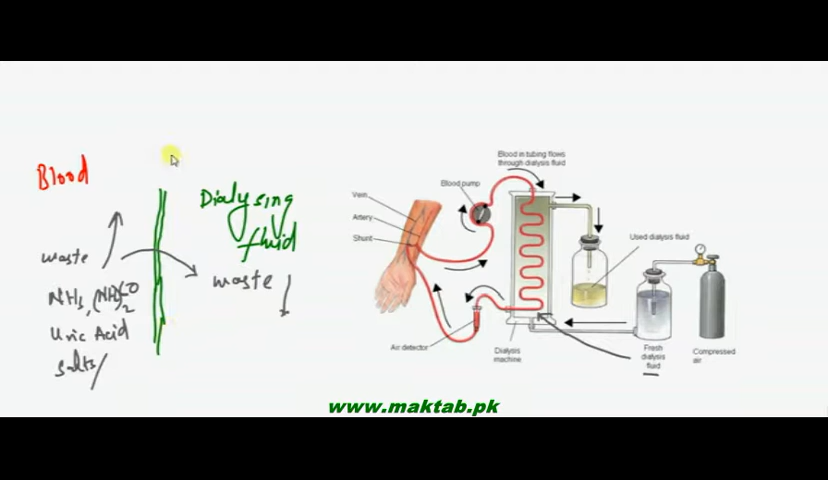 Blood
Dialysing
fluid
waste
NH3, (NH2)2CO
Uric Acid
Salts/
waste
Blood in tubing flows
through dialysis fluid
Blood pump
Vein
Artery
Shunt
Used dialysis fluid
Air detector
Dialysis
machine
Fresh
dialysis
fluid
Compressed
air
www.maktab.pk